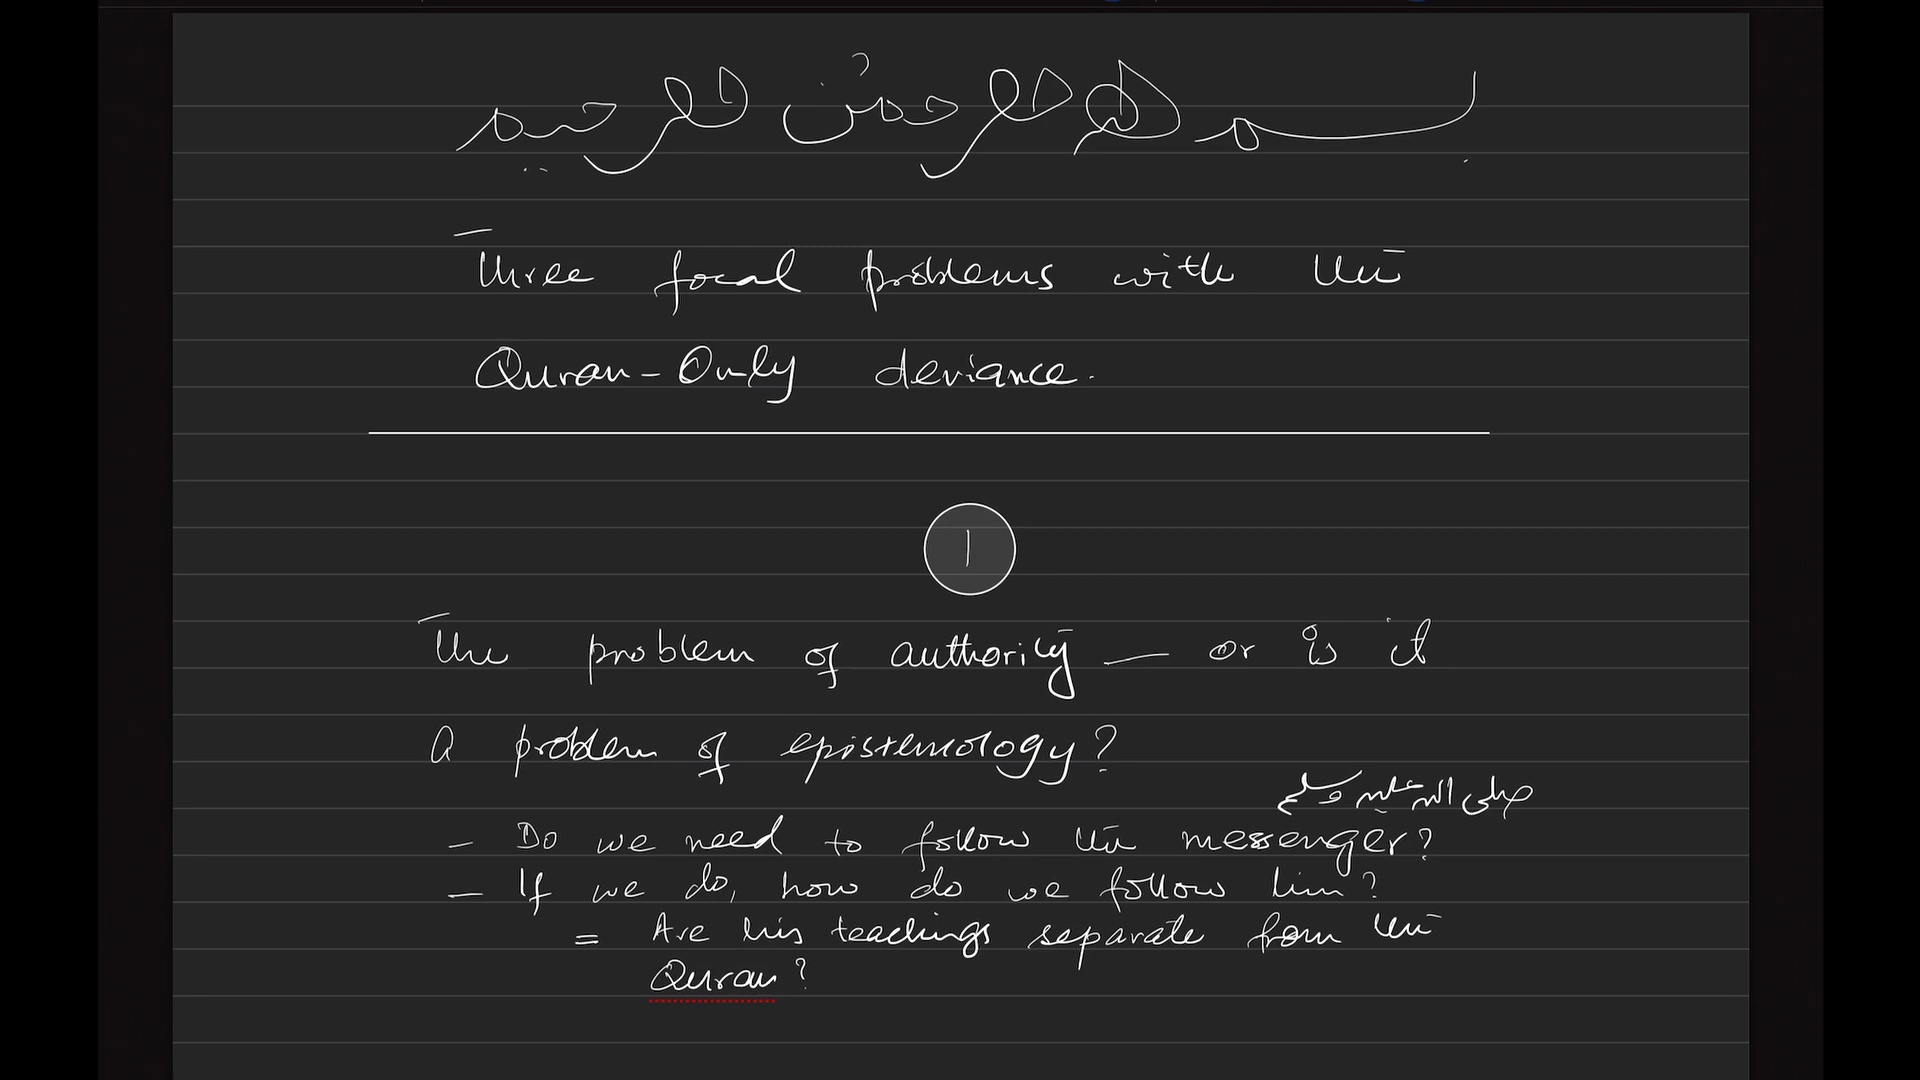 بسم الله الرحمن الرحيم
Three focal problems with the
Quran-Only deviance.
1
The problem of authority — or is it
a problem of epistemology?
صلى الله عليه وسلم
- Do we need to follow the messenger?
- If we do, how do we follow him?
= Are his teachings separate from the
Quran?